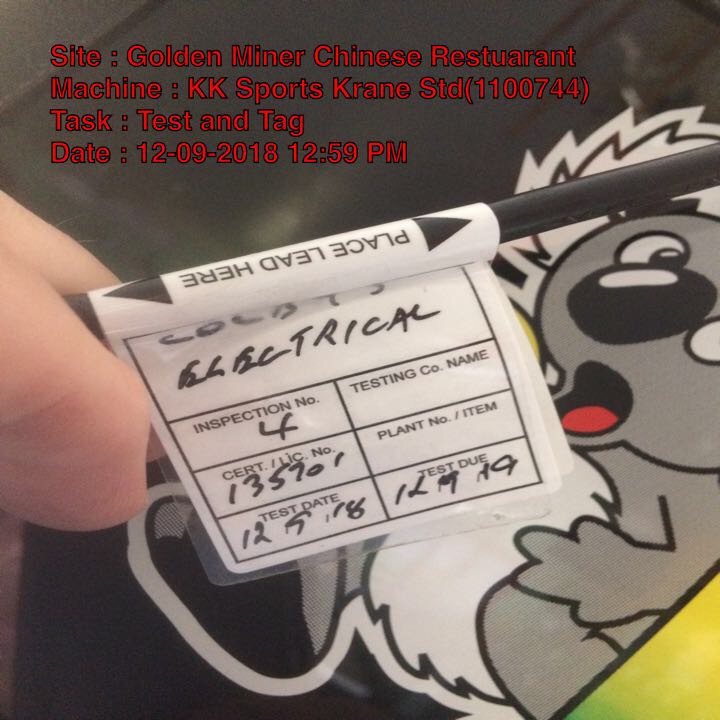 Site : Golden Miner Chinese Restuarant
Machine : KK Sports Krane Std(1100744)
Task : Test and Tag
Date : 12-09-2018 12:59 PM
PLACE LEAD HERE
ELECTRICAL
TESTING Co. NAME
INSPECTION No.
4
PLANT No. / ITEM
CERT. / LIC. No.
135701
TEST DATE
12 9 18
TEST DUE
12 9 19